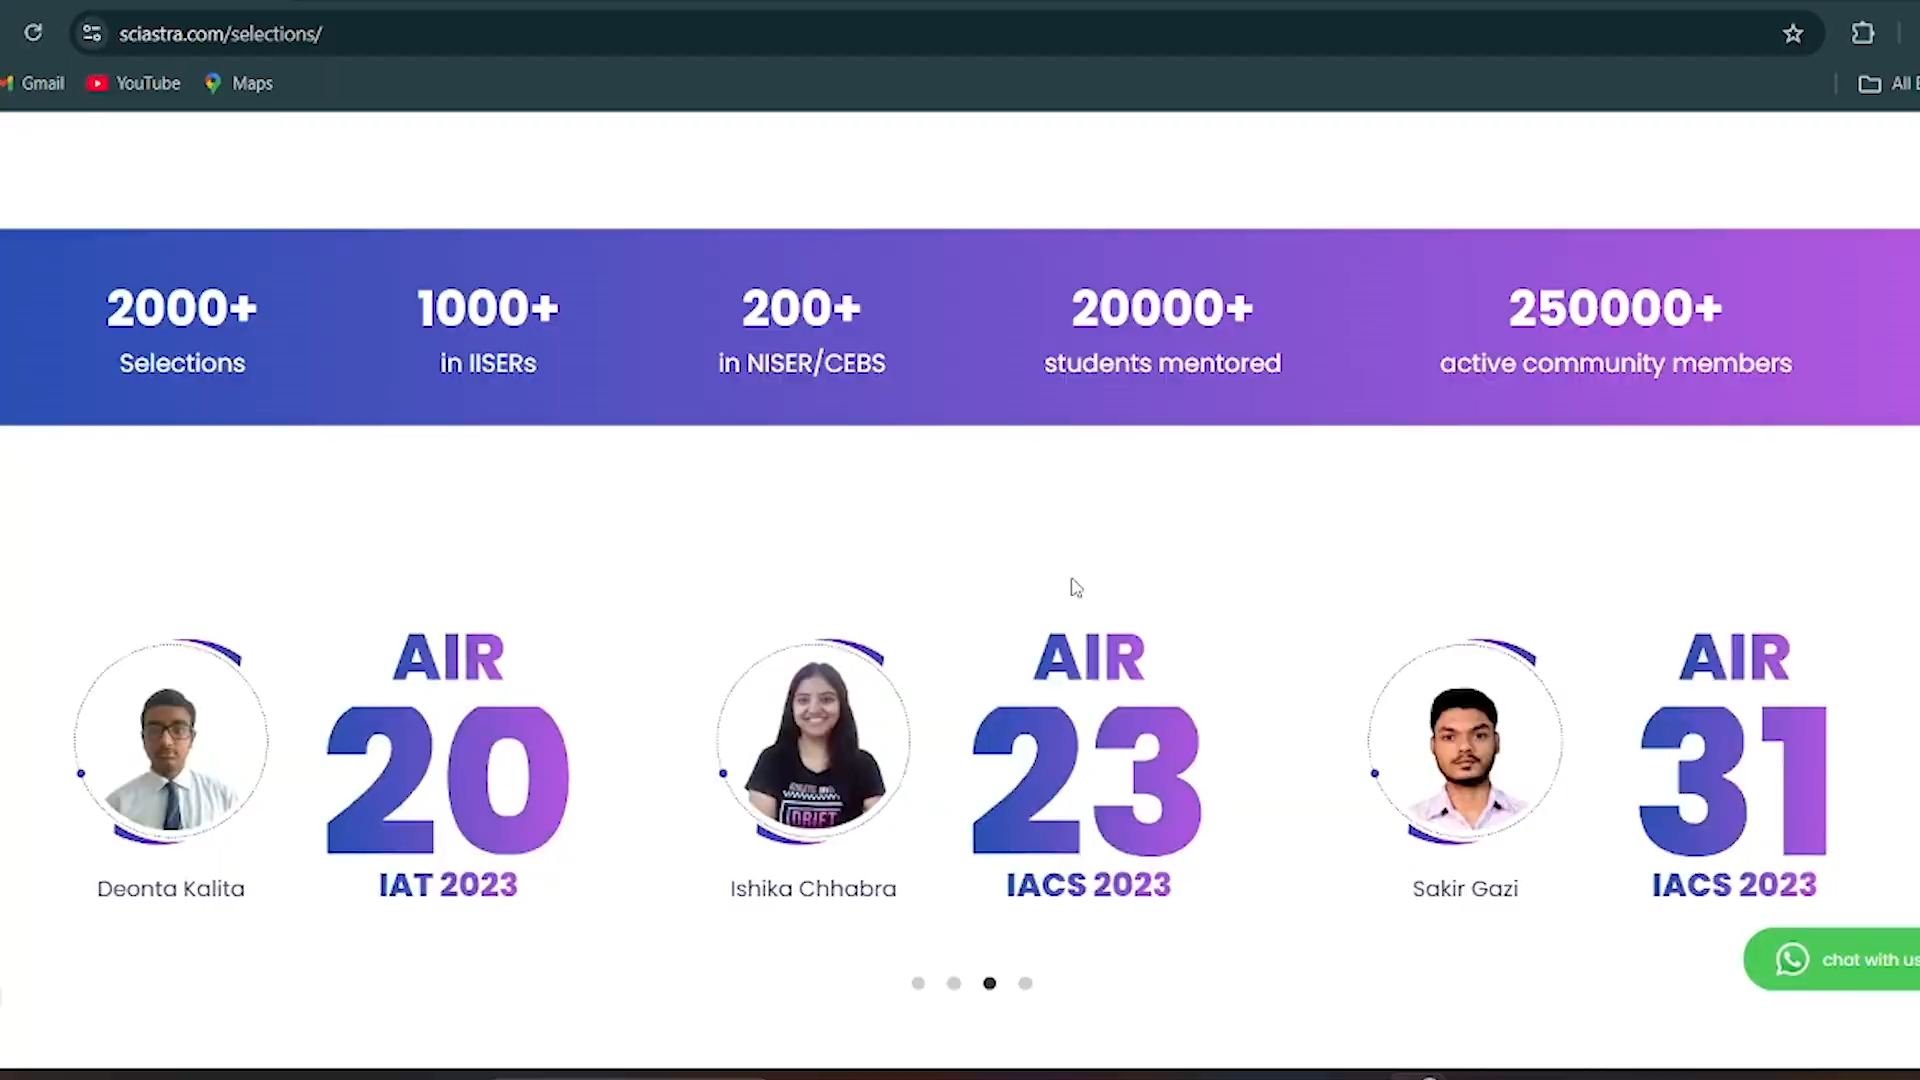 sciastra.com/selections/
Gmail YouTube Maps All
2000+ 1000+ 200+ 20000+ 250000+
Selections in IISERs in NISER/CEBS students mentored active community members
AIR AIR AIR
20 23 31
DRIFT
Deonta Kalita IAT 2023 Ishika Chhabra IACS 2023 Sakir Gazi IACS 2023
chat with us